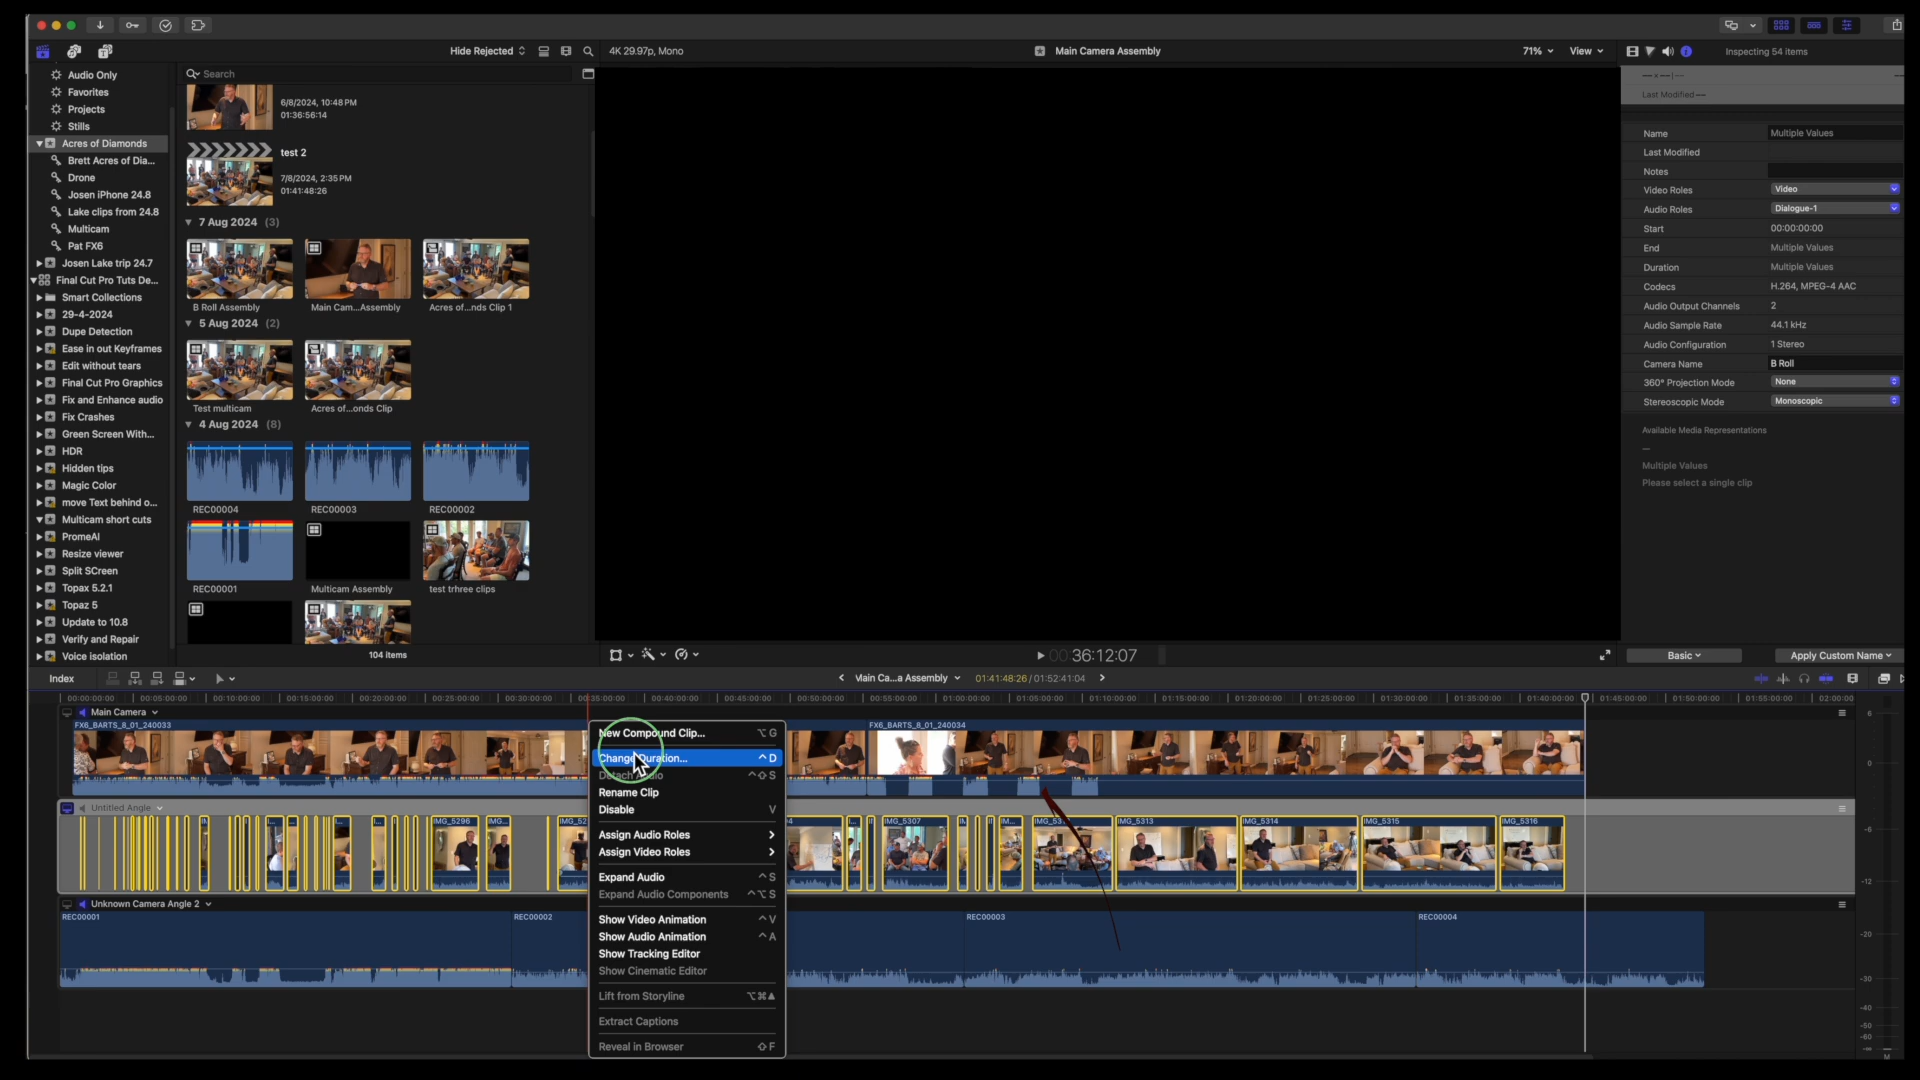 Hide Rejected
4K 29.97p, Mono
Main Camera Assembly
71%
View
Inspecting 54 items
Audio Only
Favorites
Projects
Stills
Acres of Diamonds
Brett Acres of Dia...
Drone
Josen iPhone 24.8
Lake clips from 24.8
Multicam
Pat FX6
Josen Lake trip 24.7
Final Cut Pro Tuts De...
Smart Collections
29-4-2024
Dupe Detection
Ease in out Keyframes
Edit without tears
Final Cut Pro Graphics
Fix and Enhance audio
Fix Crashes
Green Screen With...
HDR
Hidden tips
Magic Color
move Text behind o...
Multicam short cuts
PromeAI
Resize viewer
Split SCreen
Topax 5.2.1
Topaz 5
Update to 10.8
Verify and Repair
Voice isolation
Search
6/8/2024, 10:48 PM
01:36:56:14
test 2
7/8/2024, 2:35 PM
01:41:48:26
7 Aug 2024 (3)
B Roll Assembly
Main Cam...Assembly
Acres of...nds Clip 1
5 Aug 2024 (2)
Test multicam
Acres of...onds Clip
4 Aug 2024 (8)
REC00004
REC00003
REC00002
REC00001
Multicam Assembly
test trhree clips
104 items
00:36:12:07
Last Modified
Name Multiple Values
Last Modified
Notes
Video Roles Video
Audio Roles Dialogue-1
Start 00:00:00:00
End Multiple Values
Duration Multiple Values
Codecs H.264, MPEG-4 AAC
Audio Output Channels 2
Audio Sample Rate 44.1 kHz
Audio Configuration 1 Stereo
Camera Name B Roll
360° Projection Mode None
Stereoscopic Mode Monoscopic
Available Media Representations
Multiple Values
Please select a single clip
Basic
Apply Custom Name
Index
Main Ca...a Assembly
01:41:48:26 / 01:52:41:04
00:00:00:00 00:05:00:00 00:10:00:00 00:15:00:00 00:20:00:00 00:25:00:00 00:30:00:00 00:35:00:00 00:40:00:00 00:45:00:00 00:50:00:00 00:55:00:00 01:00:00:00 01:05:00:00 01:10:00:00 01:15:00:00 01:20:00:00 01:25:00:00 01:30:00:00 01:35:00:00 01:40:00:00 01:45:00:00 01:50:00:00 01:55:00:00 02:00:00
Main Camera
FX6_BARTS_8_01_240033
FX6_BARTS_8_01_240034
Untitled Angle
IMG_5296
IMG...
IMG_52
IMG_5307
IM...
IMG_53
IMG_5313
IMG_5314
IMG_5315
IMG_5316
Unknown Camera Angle 2
REC00001
REC00002
REC00003
REC00004
New Compound Clip... ⌥G
Change Duration... ^D
Detach Audio ^⇧S
Rename Clip
Disable V
Assign Audio Roles
Assign Video Roles
Expand Audio ^S
Expand Audio Components ^⌥S
Show Video Animation ^V
Show Audio Animation ^A
Show Tracking Editor
Show Cinematic Editor
Lift from Storyline ⌥⌘▲
Extract Captions
Reveal in Browser ⇧F
6
0
-6
-12
-20
-30
-40
-50
-60
-∞
M